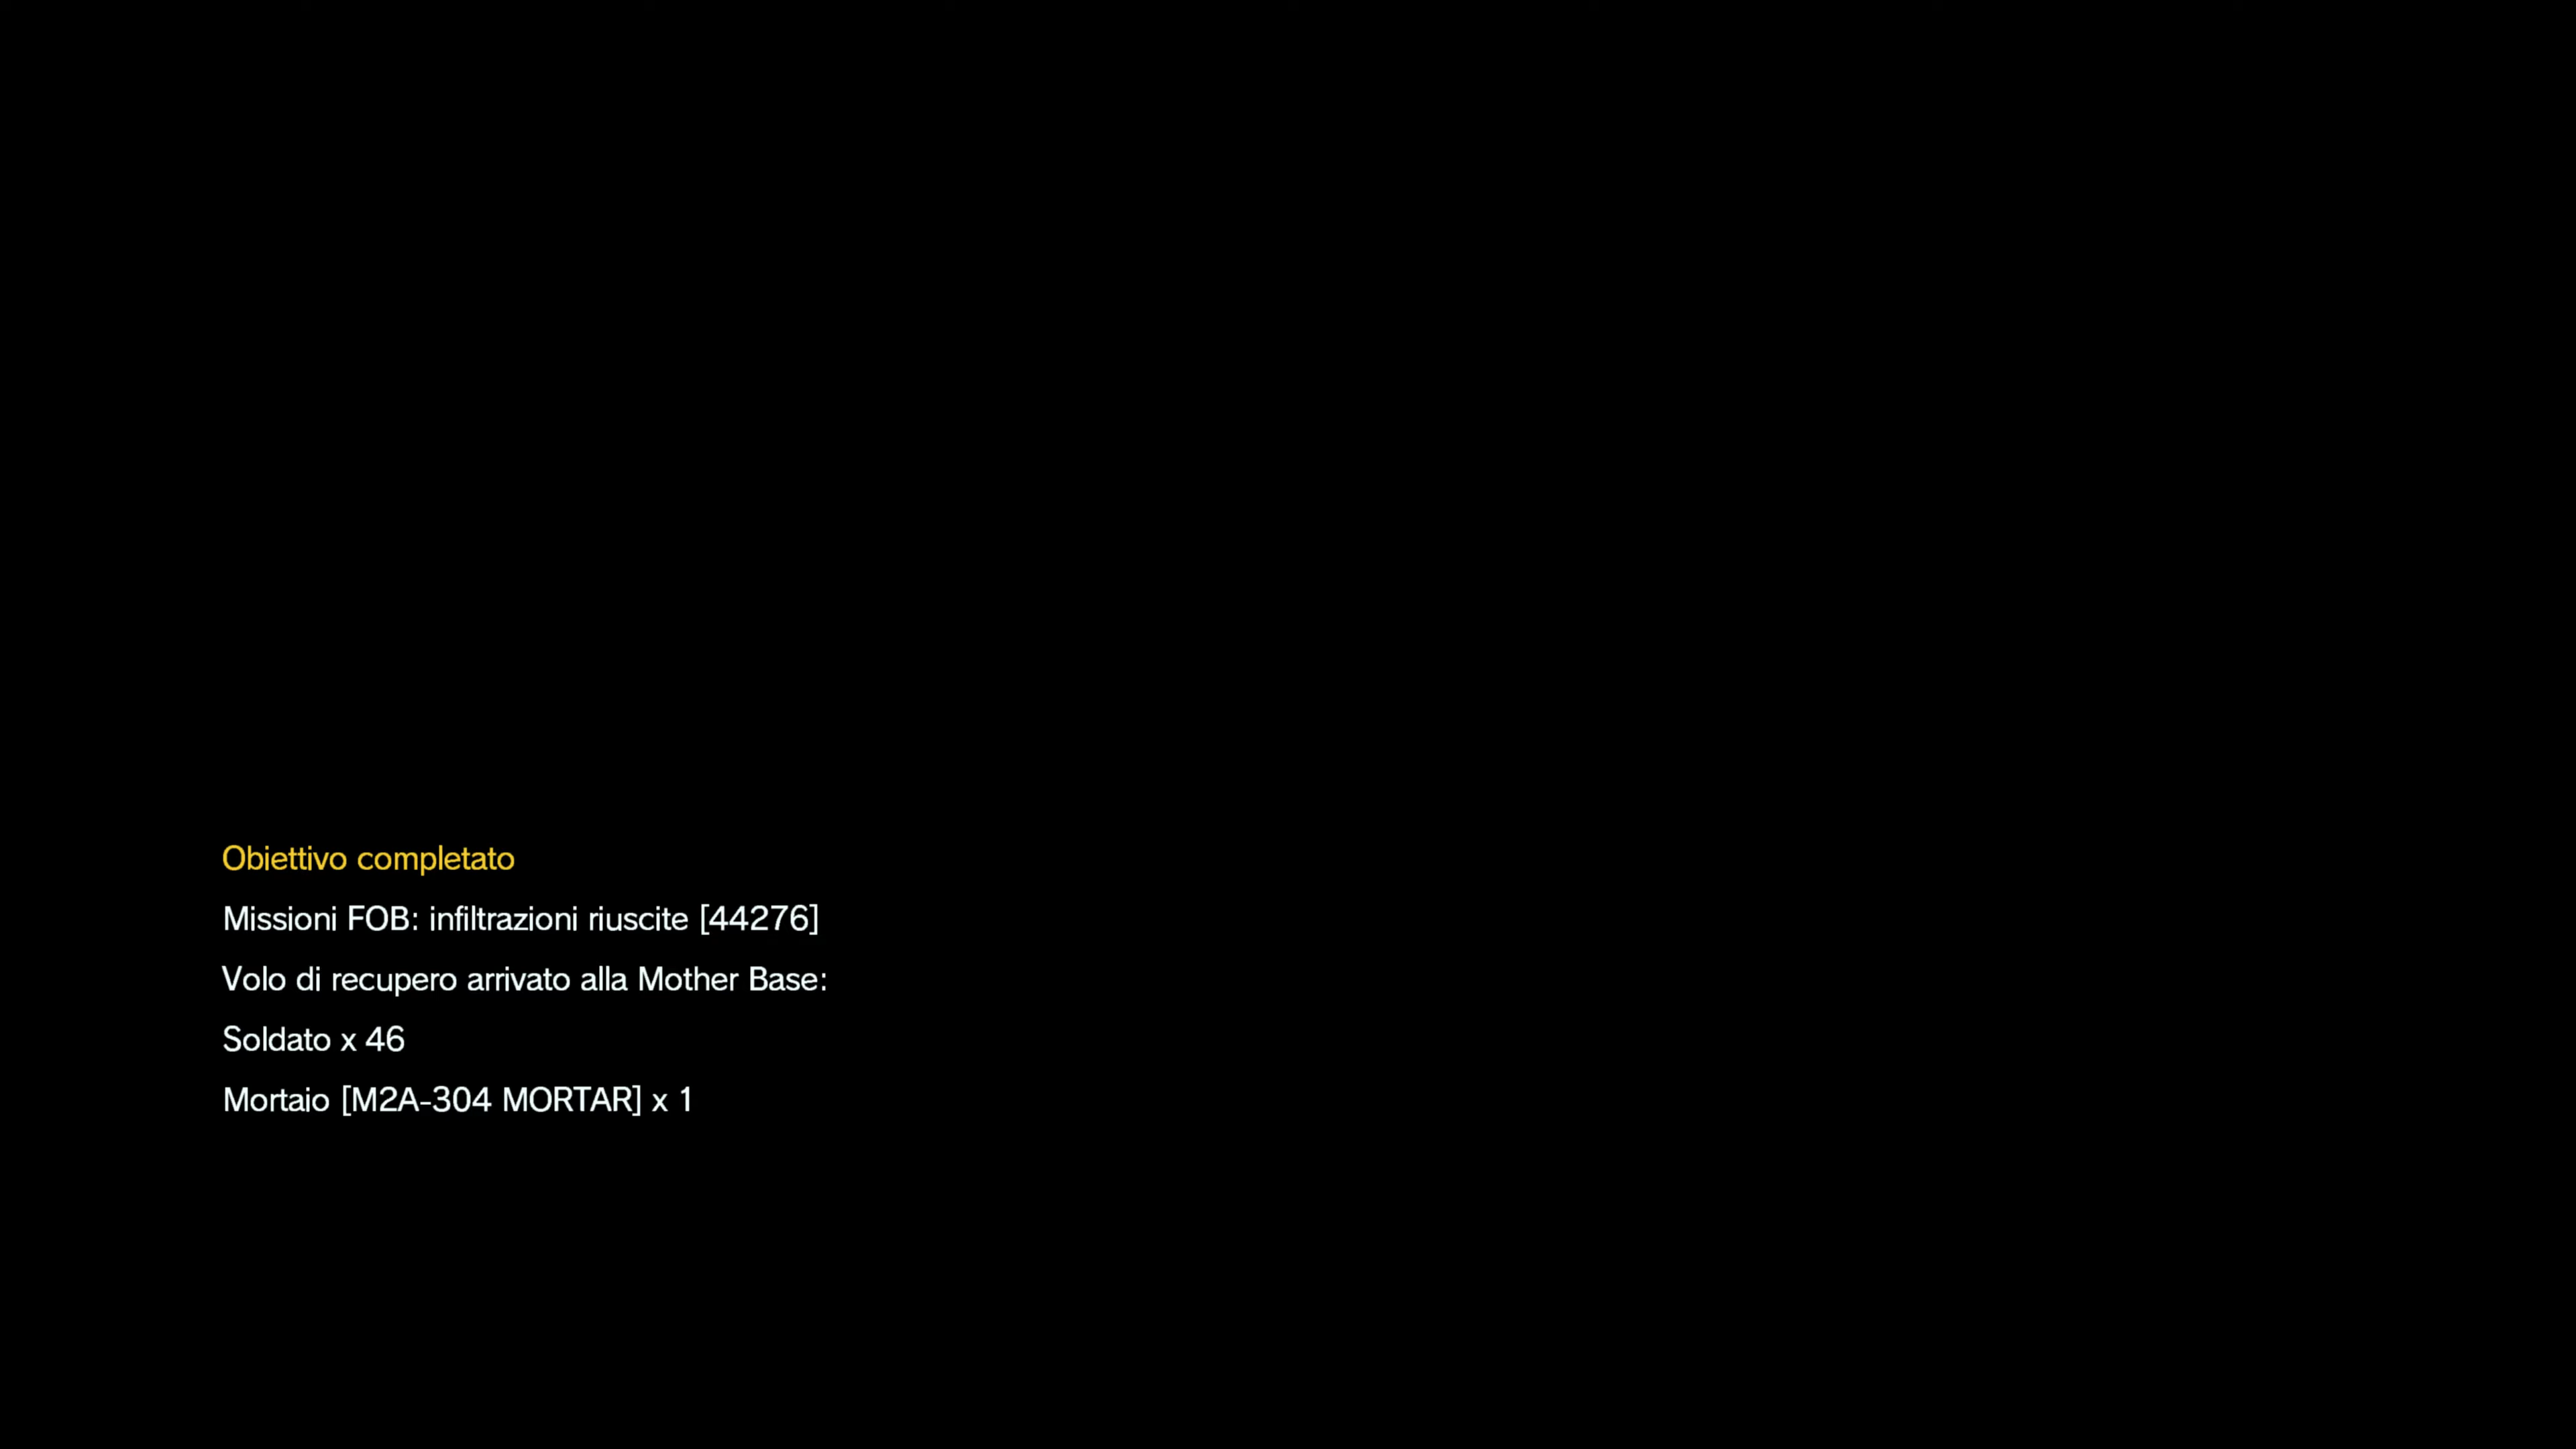 Obiettivo completato
Missioni FOB: infiltrazioni riuscite [44276]
Volo di recupero arrivato alla Mother Base:
Soldato x 46
Mortaio [M2A-304 MORTAR] x 1